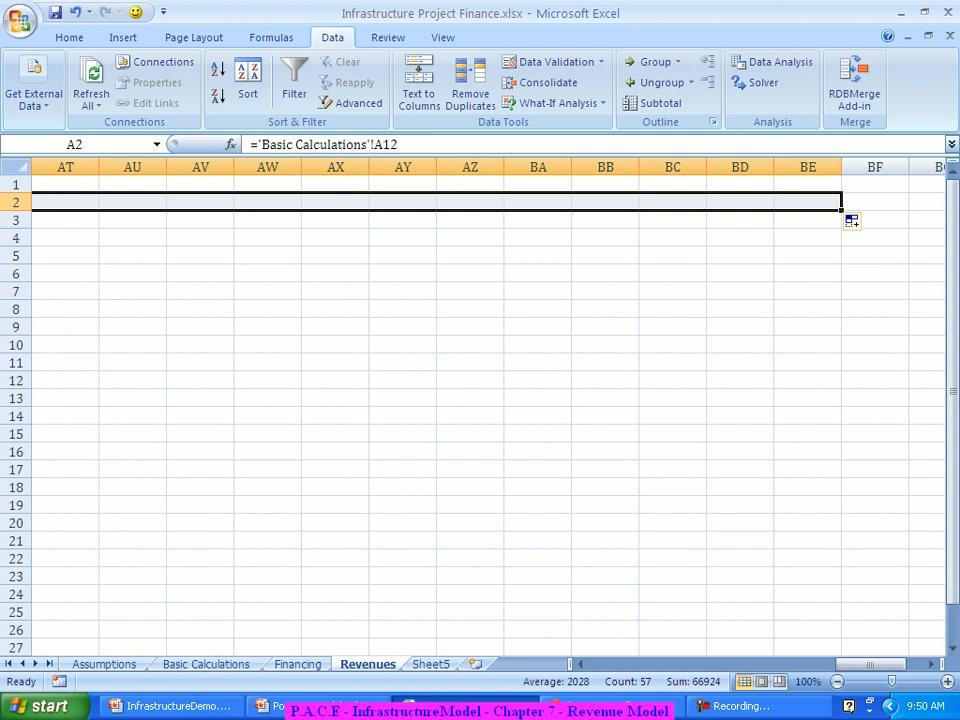 Infrastructure Project Finance.xlsx - Microsoft Excel
Home Insert Page Layout Formulas Data Review View
Get External Data
Refresh All
Connections
Properties
Edit Links
Connections
Sort
Filter
Clear
Reapply
Advanced
Sort & Filter
Text to Columns
Remove Duplicates
Data Validation
Consolidate
What-If Analysis
Data Tools
Group
Ungroup
Subtotal
Outline
Data Analysis
Solver
Analysis
RDBMerge Add-in
Merge
A2 fx ='Basic Calculations'!A12
AT AU AV AW AX AY AZ BA BB BC BD BE BF
1
2
3
4
5
6
7
8
9
10
11
12
13
14
15
16
17
18
19
20
21
22
23
24
25
26
27
Assumptions Basic Calculations Financing Revenues Sheet5
Ready Average: 2028 Count: 57 Sum: 66924 100%
start InfrastructureDemo.... Recording... 9:50 AM
P.A.C.E - InfrastructureModel - Chapter 7 - Revenue Model